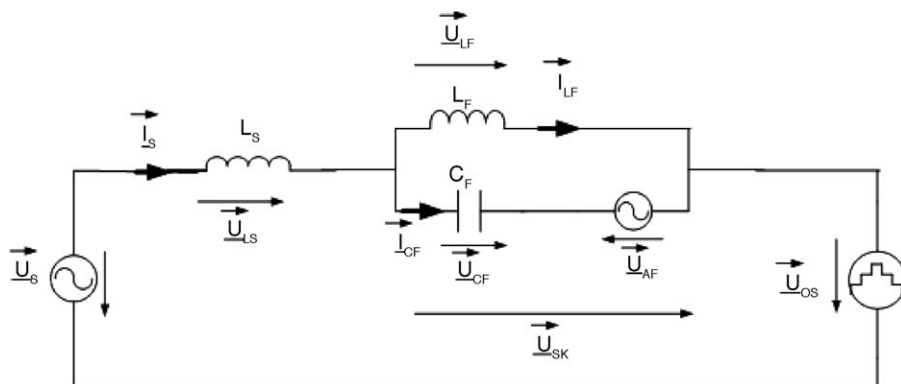 U_LF
I_LF
L_F
I_S
L_S
C_F
U_LS
I_CF
U_CF
U_AF
U_S
U_OS
U_SK